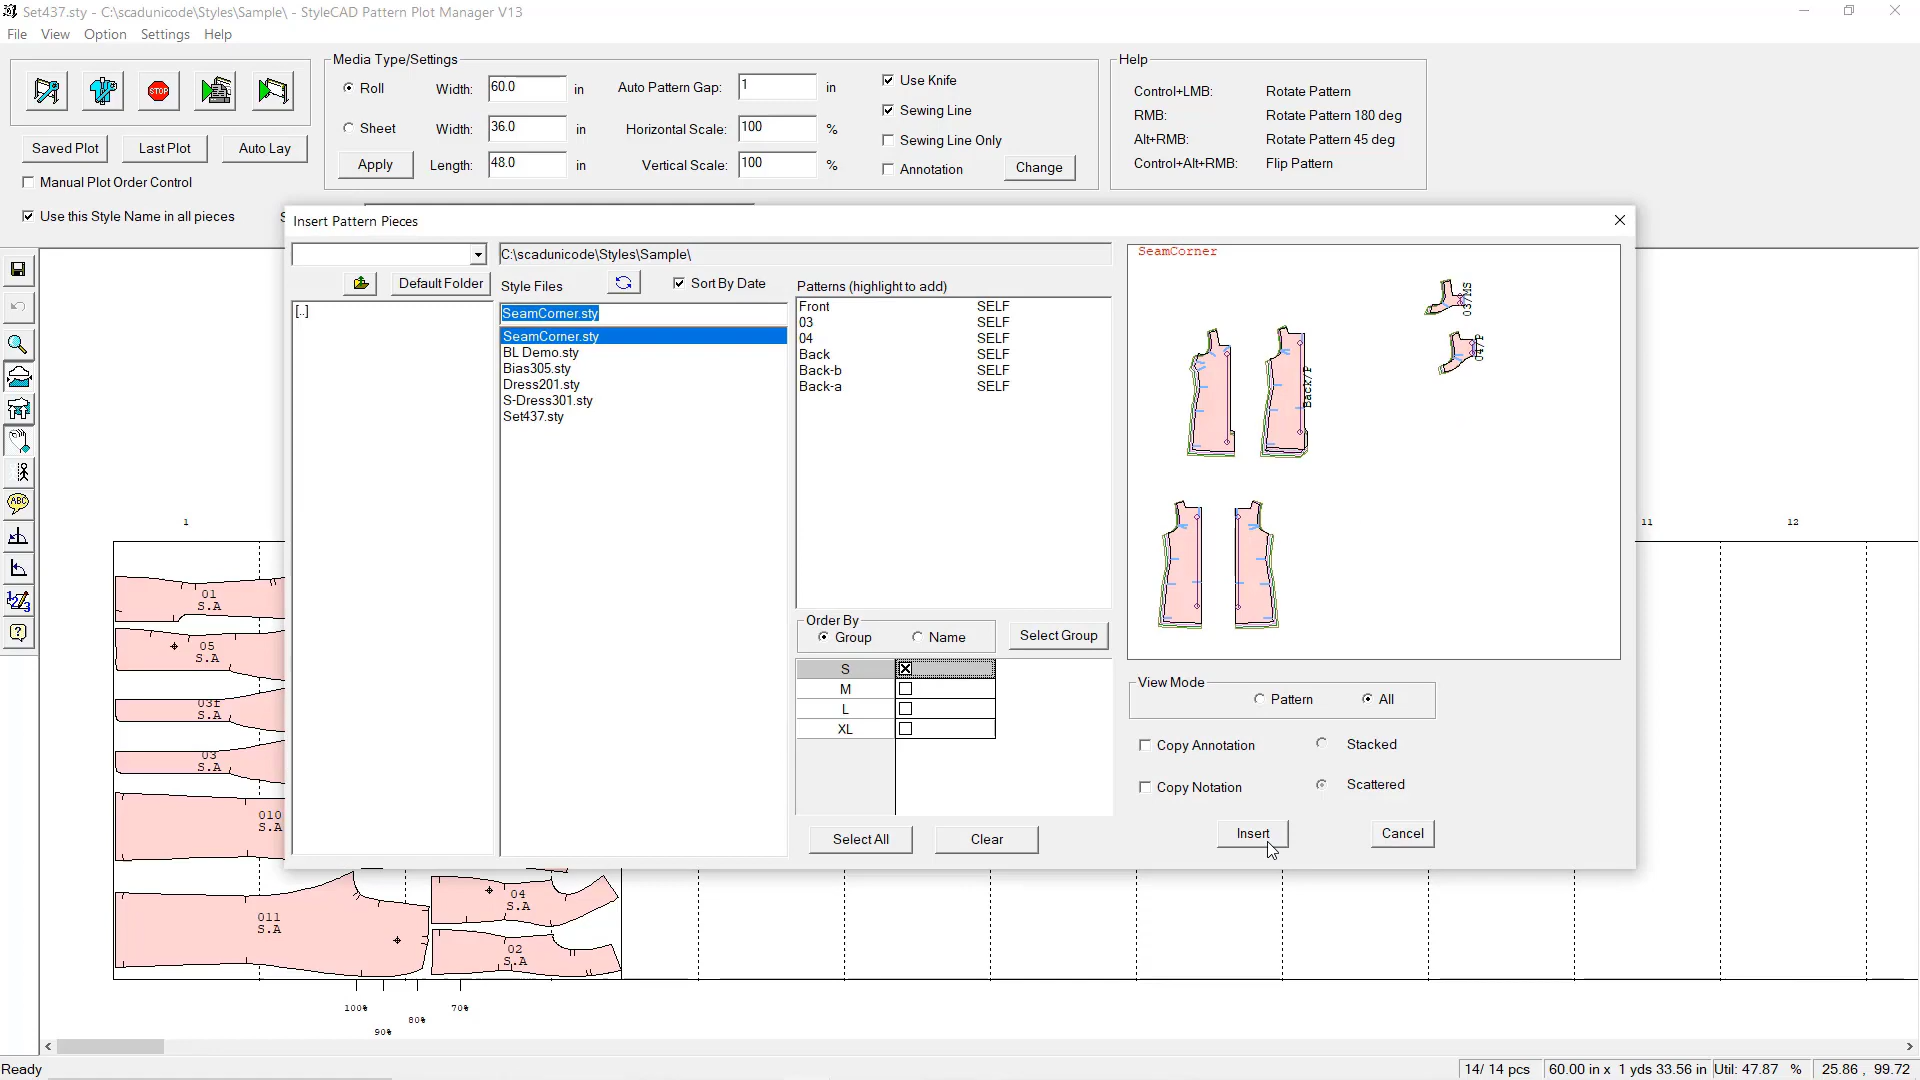 Set437.sty - C:\scadunicode\Styles\Sample\ - StyleCAD Pattern Plot Manager V13
File View Option Settings Help
STOP
Saved Plot Last Plot Auto Lay
Manual Plot Order Control
Use this Style Name in all pieces
Media Type/Settings
Roll Width: 60.0 in Auto Pattern Gap: 1 in Use Knife
Sewing Line
Sheet Width: 36.0 in Horizontal Scale: 100 %
Sewing Line Only
Apply Length: 48.0 in Vertical Scale: 100 % Annotation Change
Help
Control+LMB: Rotate Pattern
RMB: Rotate Pattern 180 deg
Alt+RMB: Rotate Pattern 45 deg
Control+Alt+RMB: Flip Pattern
Insert Pattern Pieces
C:\scadunicode\Styles\Sample\
Default Folder Style Files Sort By Date Patterns (highlight to add)
[..]
SeamCorner.sty
SeamCorner.sty
BL Demo.sty
Bias305.sty
Dress201.sty
S-Dress301.sty
Set437.sty
Front SELF
03 SELF
04 SELF
Back SELF
Back-b SELF
Back-a SELF
Order By
Group Name Select Group
S
M
L
XL
Select All Clear
SeamCorner
03/MS
04/P
Back/P
View Mode
Pattern All
Copy Annotation Stacked
Copy Notation Scattered
Insert Cancel
ABC
123
?
1 11 12
01
S.A
05
S.A
03f
S.A
03
S.A
010
S.A
011
S.A
04
S.A
02
S.A
100% 90% 80% 70%
Ready 14/ 14 pcs 60.00 in x 1 yds 33.56 in Util: 47.87 % 25.86 , 99.72